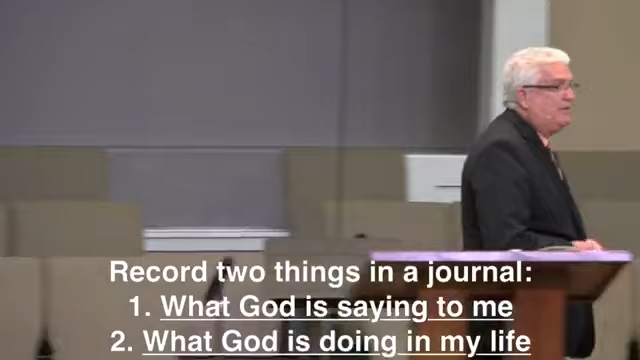 Record two things in a journal:
1. What God is saying to me
2. What God is doing in my life